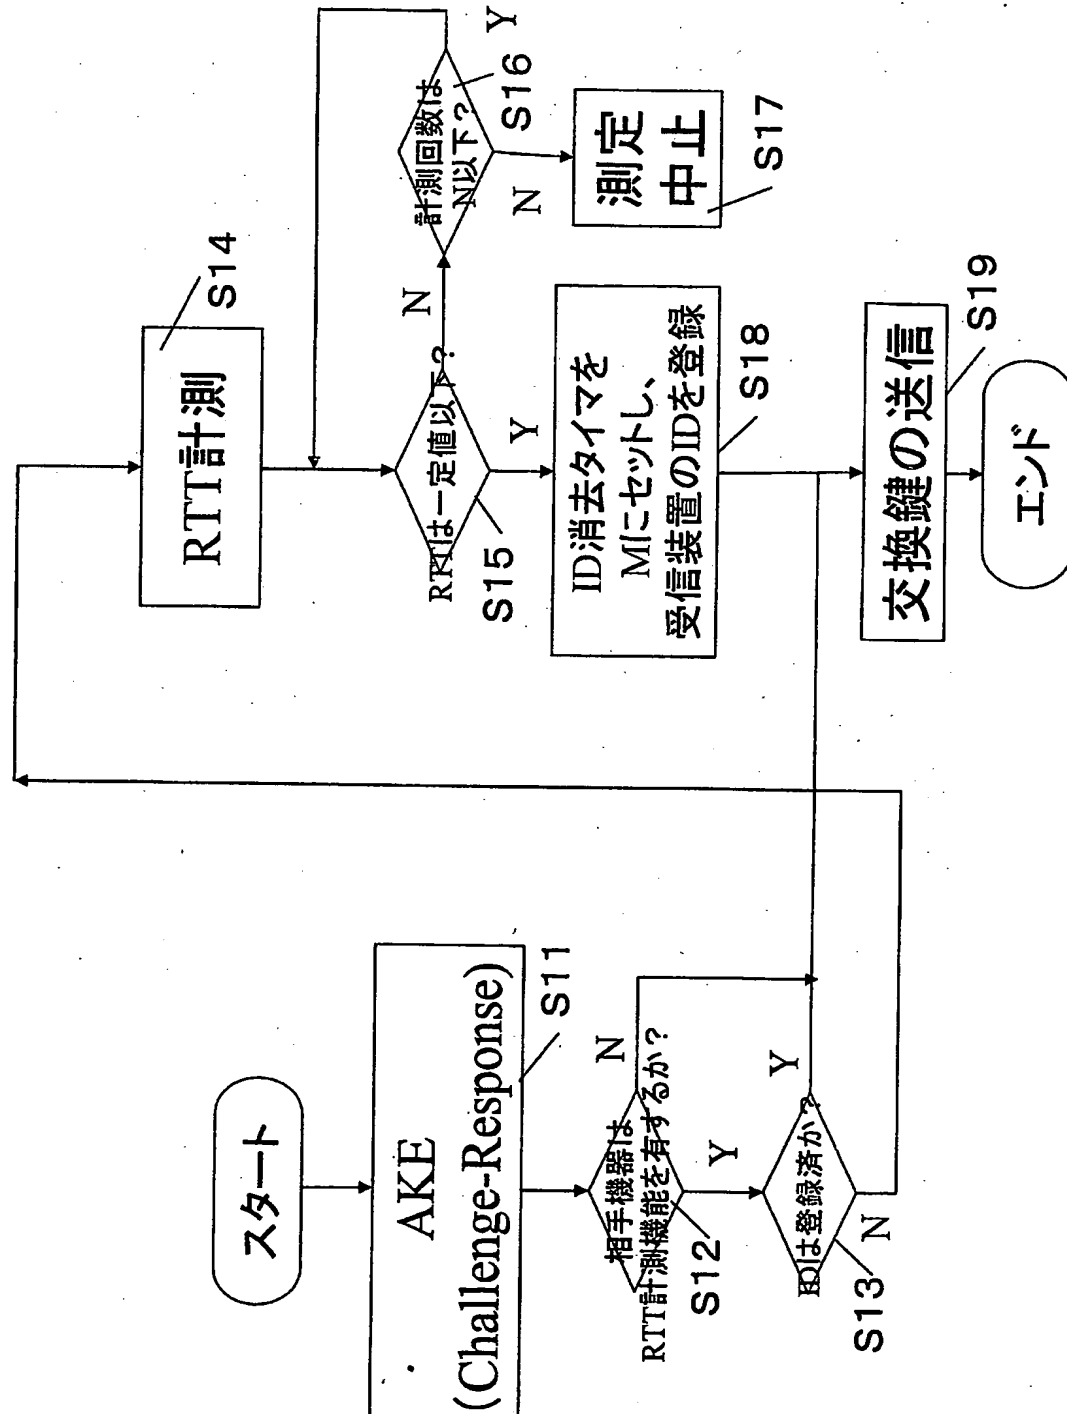 スタート
AKE
(Challenge-Response)
S11
相手機器は
RTT計測機能を有するか?
S12
N
Y
IDは登録済か?
S13
Y
N
RTT計測
S14
RTTは一定値以下?
S15
N
Y
計測回数は
N以下?
S16
Y
N
測定
中止
S17
ID消去タイマを
Mにセットし、
受信装置のIDを登録
S18
交換鍵の送信
S19
エンド